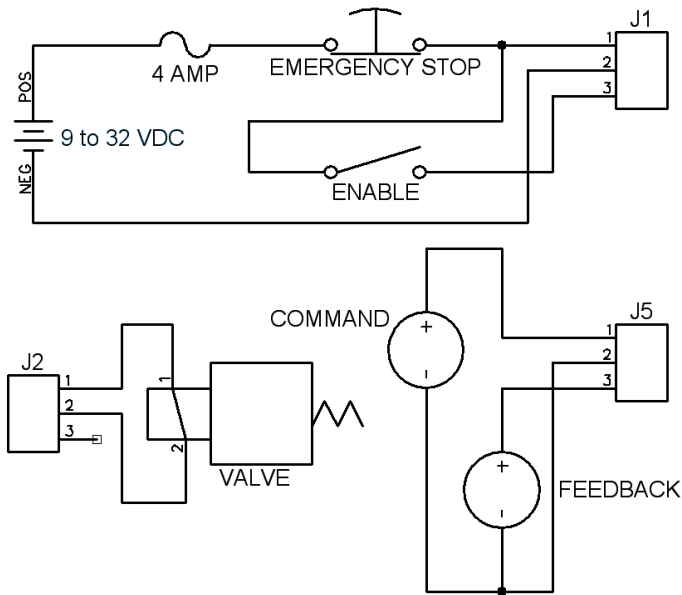 J1
1
2
3
4 AMP
EMERGENCY STOP
POS
9 to 32 VDC
NEG
ENABLE
COMMAND
+
-
J5
1
2
3
J2
1
2
3
1
2
VALVE
+
-
FEEDBACK